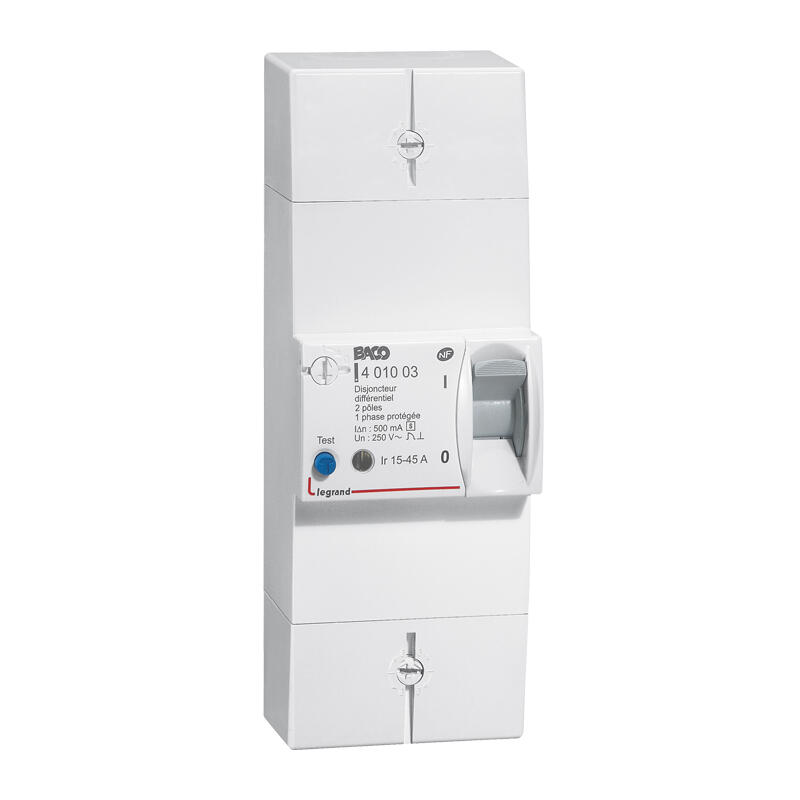 BACO
NF
4 010 03
I
Disjoncteur
différentiel
2 pôles
1 phase protégée
IΔn : 500 mA S
Un : 250 V~
Test
Ir 15-45 A
0
legrand